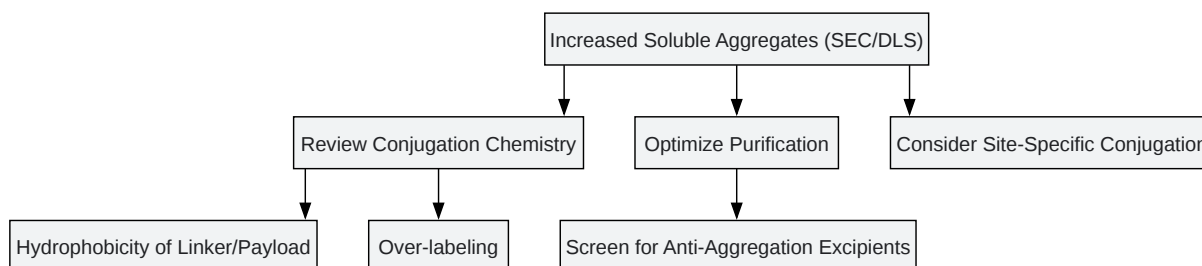 Increased Soluble Aggregates (SEC/DLS)
Review Conjugation Chemistry
Optimize Purification
Consider Site-Specific Conjugation
Hydrophobicity of Linker/Payload
Over-labeling
Screen for Anti-Aggregation Excipients